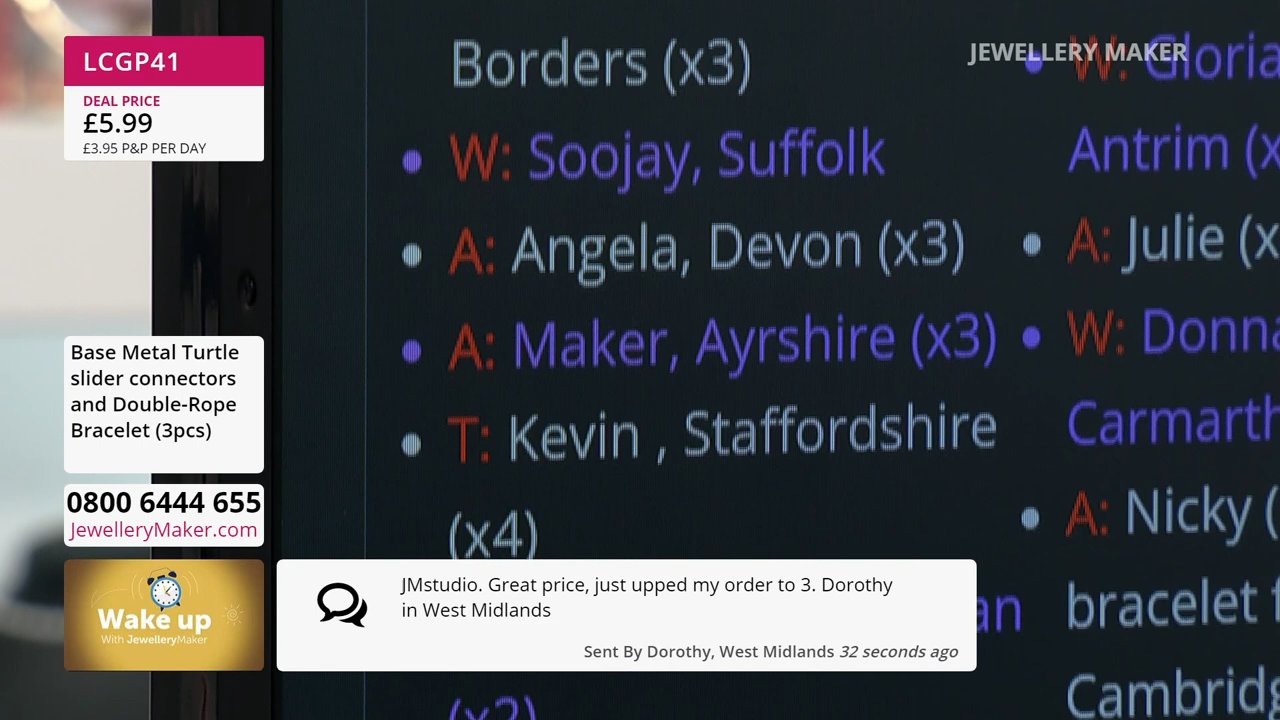 LCGP41
DEAL PRICE
£5.99
£3.95 P&P PER DAY
Base Metal Turtle
slider connectors
and Double-Rope
Bracelet (3pcs)
0800 6444 655
JewelleryMaker.com
Wake up
With JewelleryMaker
JMstudio. Great price, just upped my order to 3. Dorothy
in West Midlands
Sent By Dorothy, West Midlands 32 seconds ago
JEWELLERY MAKER
Borders (x3)
W: Soojay, Suffolk
A: Angela, Devon (x3)
A: Maker, Ayrshire (x3)
T: Kevin , Staffordshire
(x4)
(x2)
W: Gloria
Antrim (x
A: Julie (x
W: Donna
Carmarth
A: Nicky (
bracelet
Cambridg